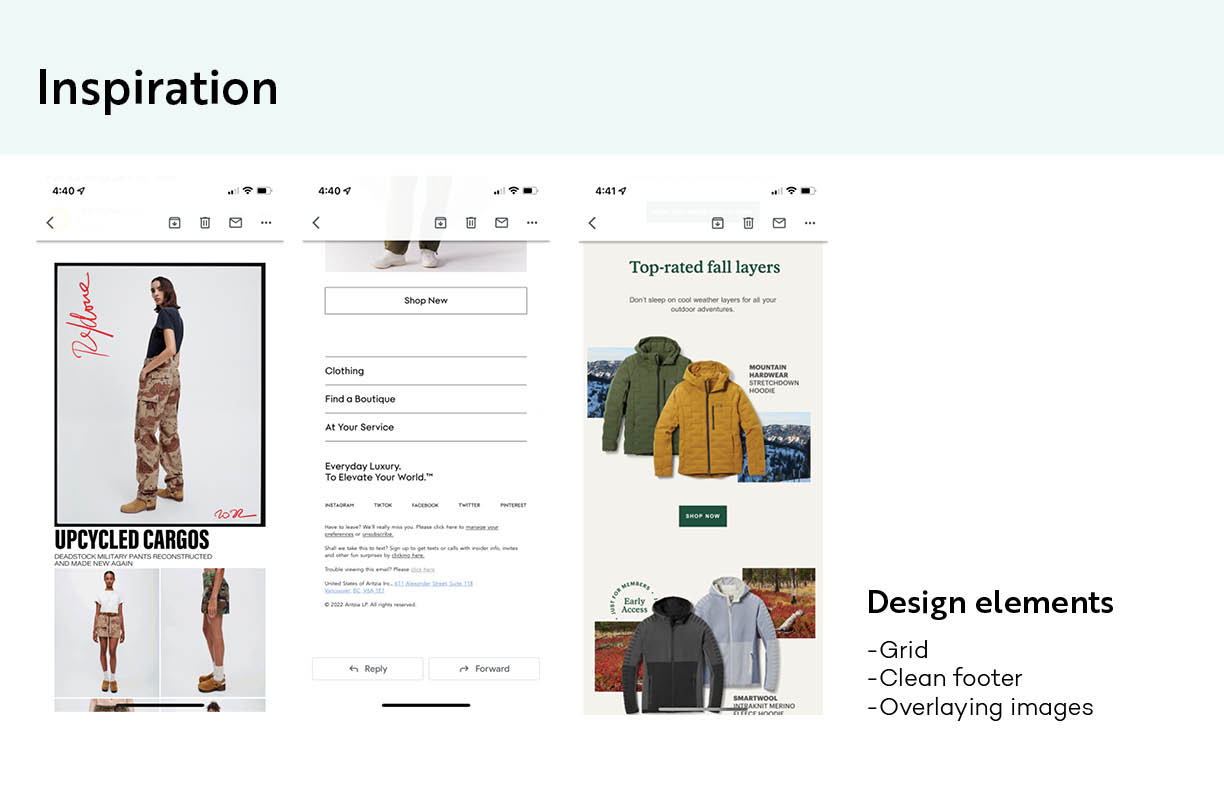 Inspiration
4:40
Re/done
2022
UPCYCLED CARGOS
DEADSTOCK MILITARY PANTS RECONSTRUCTED
AND MADE NEW AGAIN
4:40
Shop New
Clothing
Find a Boutique
At Your Service
Everyday Luxury.
To Elevate Your World.™
INSTAGRAM TIKTOK FACEBOOK TWITTER PINTEREST
Have to leave? We'll really miss you. Please click here to manage your
preferences or unsubscribe.
Shall we take this to text? Sign up to get texts or calls with insider info, invites
and other fun surprises by clicking here.
Trouble viewing this email? Please click here
United States of Aritzia Inc., 611 Alexander Street, Suite 118
Vancouver, BC, V6A 1E1
© 2022 Aritzia LP. All rights reserved.
Reply Forward
4:41
Top-rated fall layers
Don't sleep on cool weather layers for all your
outdoor adventures.
MOUNTAIN
HARDWEAR
STRETCHDOWN
HOODIE
SHOP NOW
JUST FOR MEMBERS
Early
Access
SMARTWOOL
INTRAKNIT MERINO
FLEECE HOODIE
Design elements
-Grid
-Clean footer
-Overlaying images